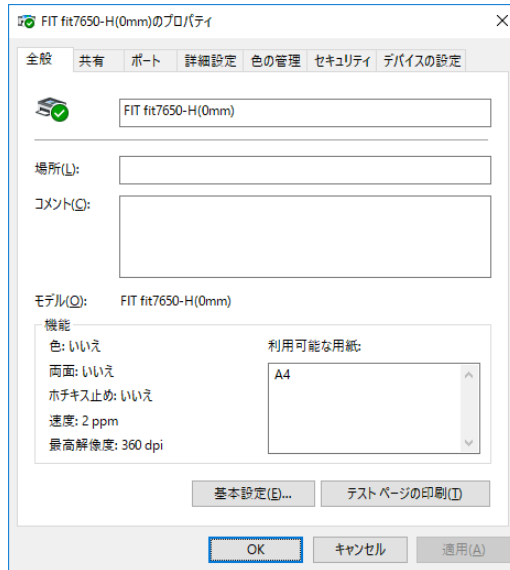 FIT fit7650-H(0mm)のプロパティ
全般 共有 ポート 詳細設定 色の管理 セキュリティ デバイスの設定
FIT fit7650-H(0mm)
場所(L):
コメント(C):
モデル(O): FIT fit7650-H(0mm)
機能
色: いいえ
両面: いいえ
ホチキス止め: いいえ
速度: 2 ppm
最高解像度: 360 dpi
利用可能な用紙:
A4
基本設定(E)... テスト ページの印刷(T)
OK キャンセル 適用(A)